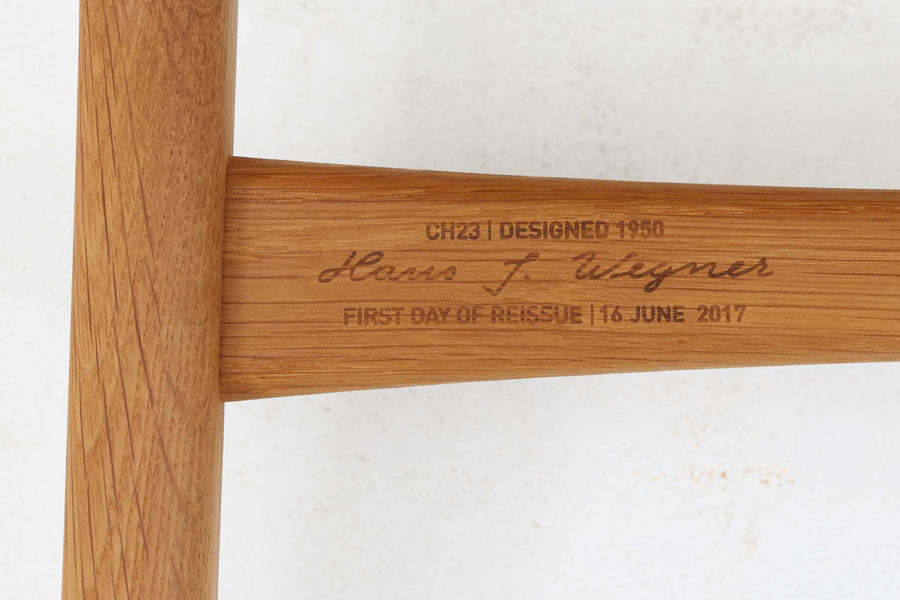 CH23 | DESIGNED 1950
Hans J. Wegner
FIRST DAY OF REISSUE | 16 JUNE 2017